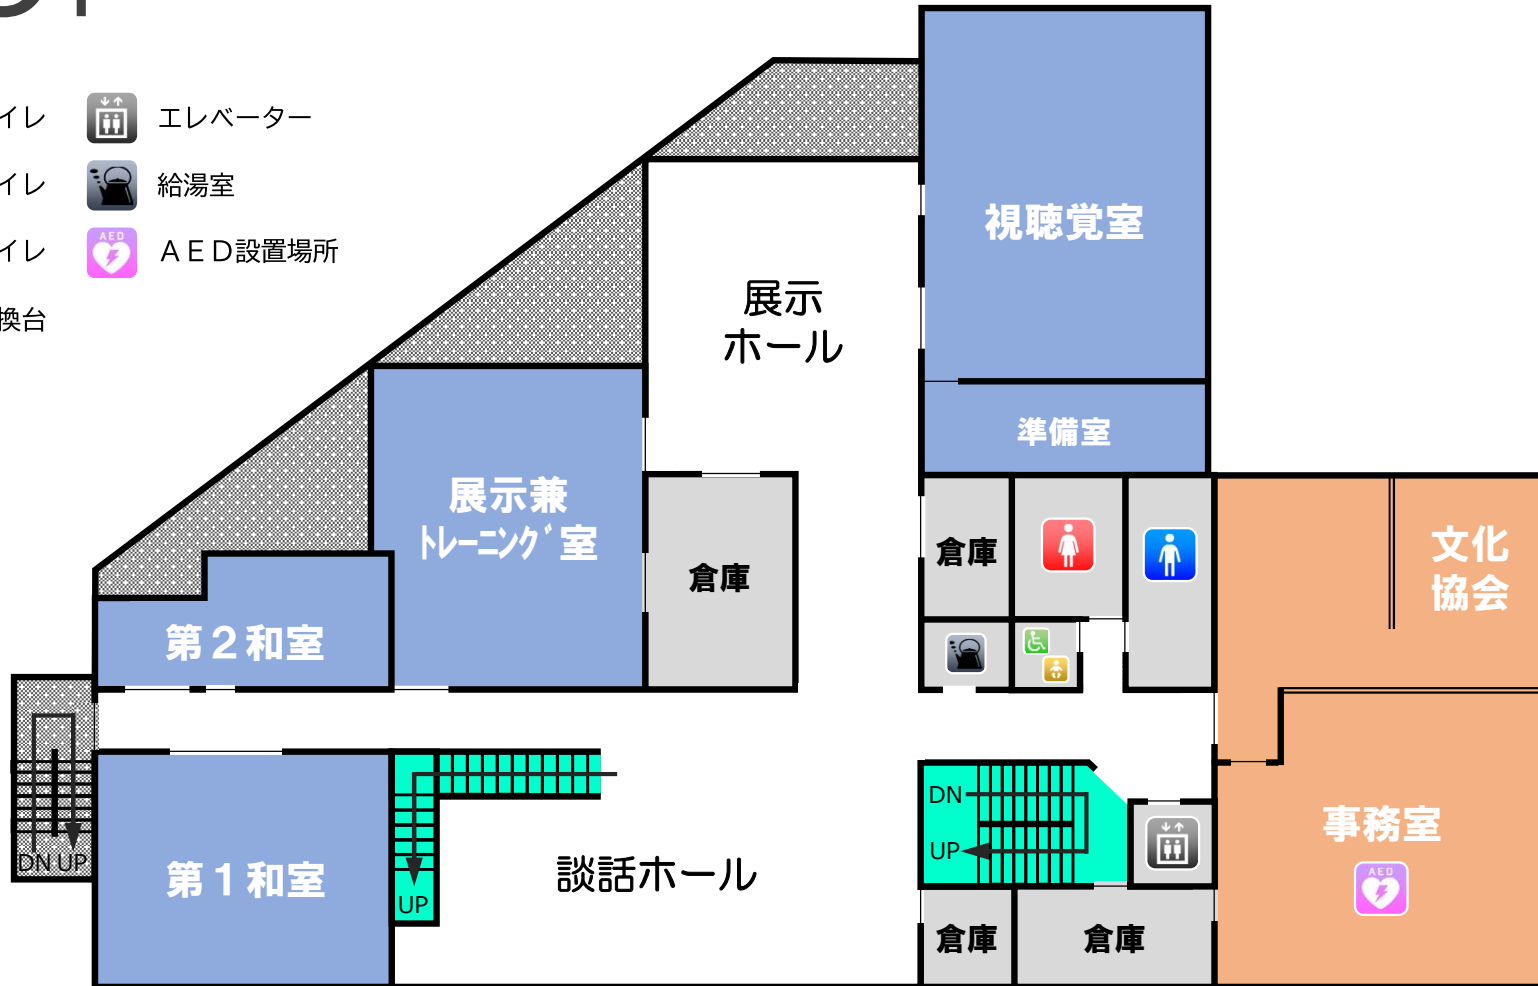 イレ
エレベーター
イレ
給湯室
イレ
AED
ＡＥＤ設置場所
換台
視聴覚室
展示
ホール
準備室
展示兼
ﾄﾚｰﾆﾝｸﾞ室
倉庫
倉庫
文化
協会
第２和室
DN UP
第１和室
UP
談話ホール
DN
UP
事務室
AED
倉庫
倉庫